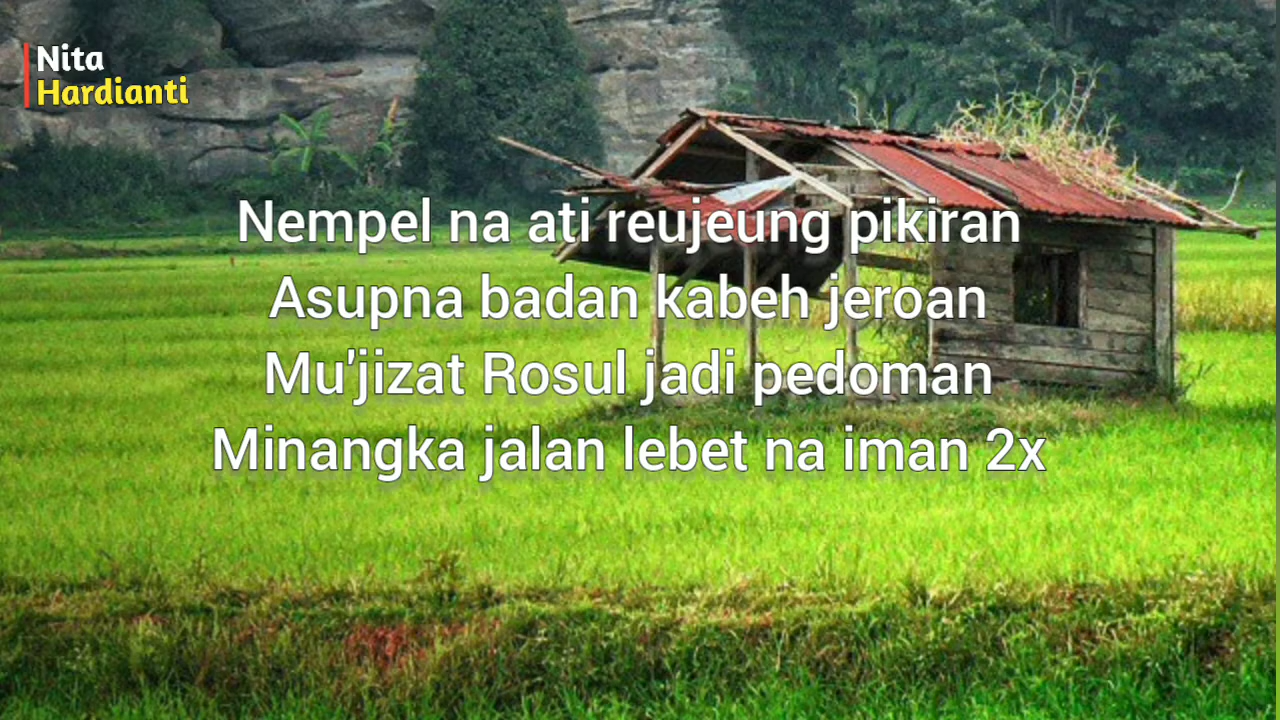 Nita
Hardianti
Nempel na ati reujeung pikiran
Asupna badan kabeh jeroan
Mu'jizat Rosul jadi pedoman
Minangka jalan lebet na iman 2x